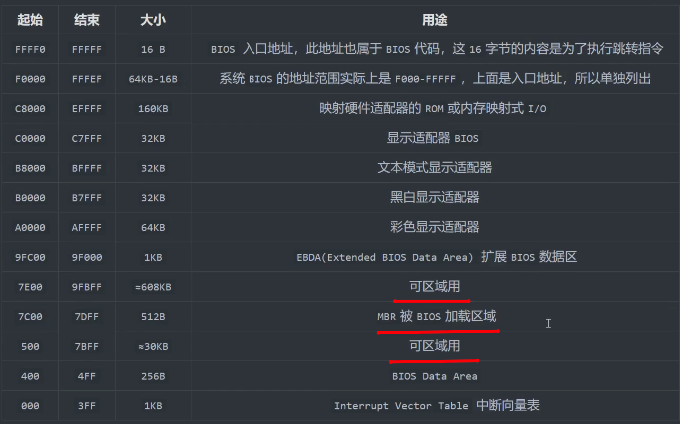 起始 结束 大小 用途
FFFF0 FFFFF 16 B BIOS 入口地址，此地址也属于 BIOS 代码，这 16 字节的内容是为了执行跳转指令
F0000 FFFEF 64KB-16B 系统 BIOS 的地址范围实际上是 F000-FFFFF ，上面是入口地址，所以单独列出
C8000 EFFFF 160KB 映射硬件适配器的 ROM 或内存映射式 I/O
C0000 C7FFF 32KB 显示适配器 BIOS
B8000 BFFFF 32KB 文本模式显示适配器
B0000 B7FFF 32KB 黑白显示适配器
A0000 AFFFF 64KB 彩色显示适配器
9FC00 9F000 1KB EBDA(Extended BIOS Data Area) 扩展 BIOS 数据区
7E00 9FBFF ≈608KB 可区域用
7C00 7DFF 512B MBR 被 BIOS 加载区域
500 7BFF ≈30KB 可区域用
400 4FF 256B BIOS Data Area
000 3FF 1KB Interrupt Vector Table 中断向量表